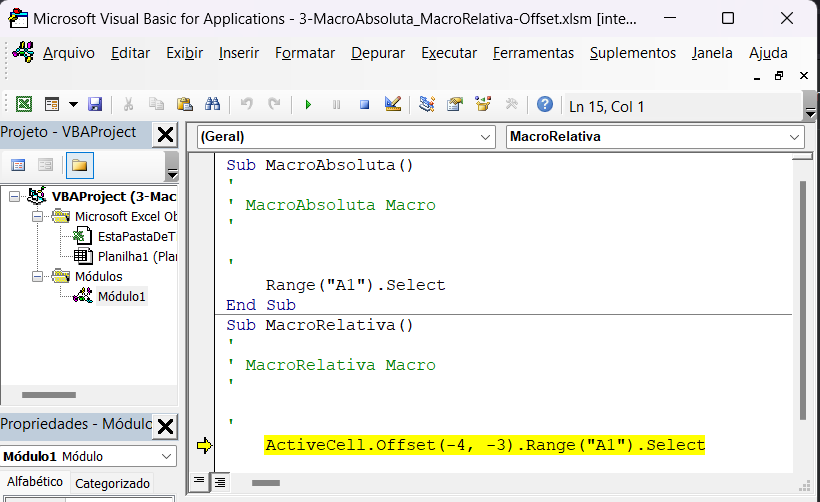 Microsoft Visual Basic for Applications - 3-MacroAbsoluta_MacroRelativa-Offset.xlsm [inte...
Arquivo Editar Exibir Inserir Formatar Depurar Executar Ferramentas Suplementos Janela Ajuda
Ln 15, Col 1
Projeto - VBAProject
(Geral)
MacroRelativa
VBAProject (3-Mac
Microsoft Excel Ob
EstaPastaDeT
Planilha1 (Plan
Módulos
Módulo1
Propriedades - Módulo
Módulo1 Módulo
Alfabético Categorizado
Sub MacroAbsoluta()
'
' MacroAbsoluta Macro
'
'
Range("A1").Select
End Sub
Sub MacroRelativa()
'
' MacroRelativa Macro
'
'
ActiveCell.Offset(-4, -3).Range("A1").Select